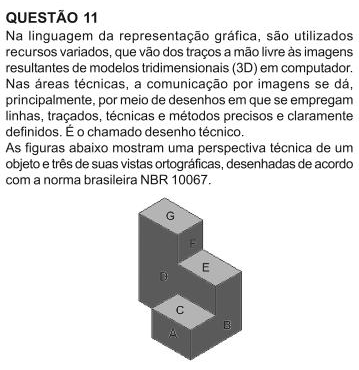 QUESTÃO 11
Na linguagem da representação gráfica, são utilizados
recursos variados, que vão dos traços a mão livre às imagens
resultantes de modelos tridimensionais (3D) em computador.
Nas áreas técnicas, a comunicação por imagens se dá,
principalmente, por meio de desenhos em que se empregam
linhas, traçados, técnicas e métodos precisos e claramente
definidos. É o chamado desenho técnico.
As figuras abaixo mostram uma perspectiva técnica de um
objeto e três de suas vistas ortográficas, desenhadas de acordo
com a norma brasileira NBR 10067.
G
F
E
D
C
B
A